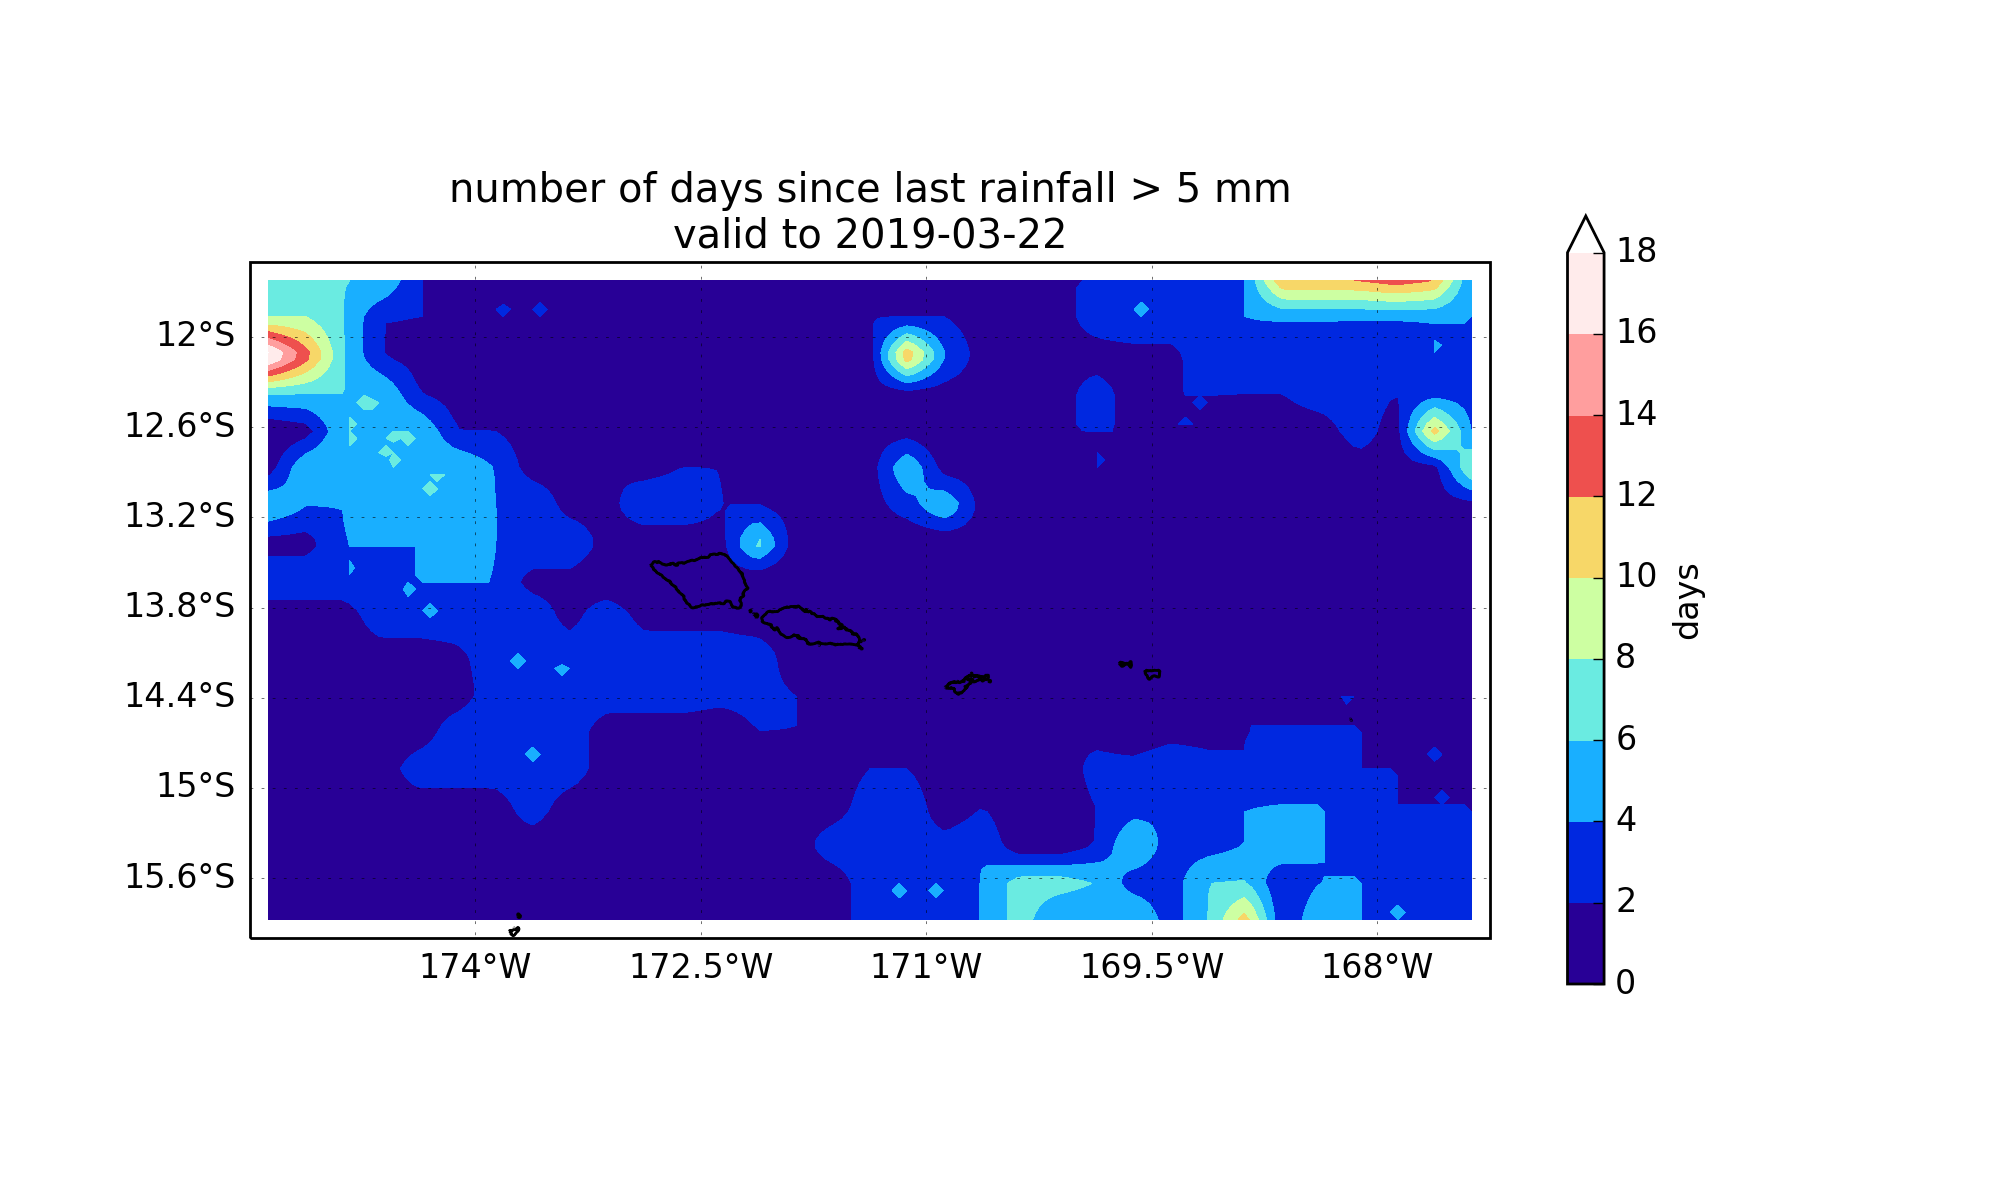 number of days since last rainfall > 5 mm
valid to 2019-03-22
12°S
12.6°S
13.2°S
13.8°S
14.4°S
15°S
15.6°S
174°W 172.5°W 171°W 169.5°W 168°W
18
16
14
12
10
8
6
4
2
0
days